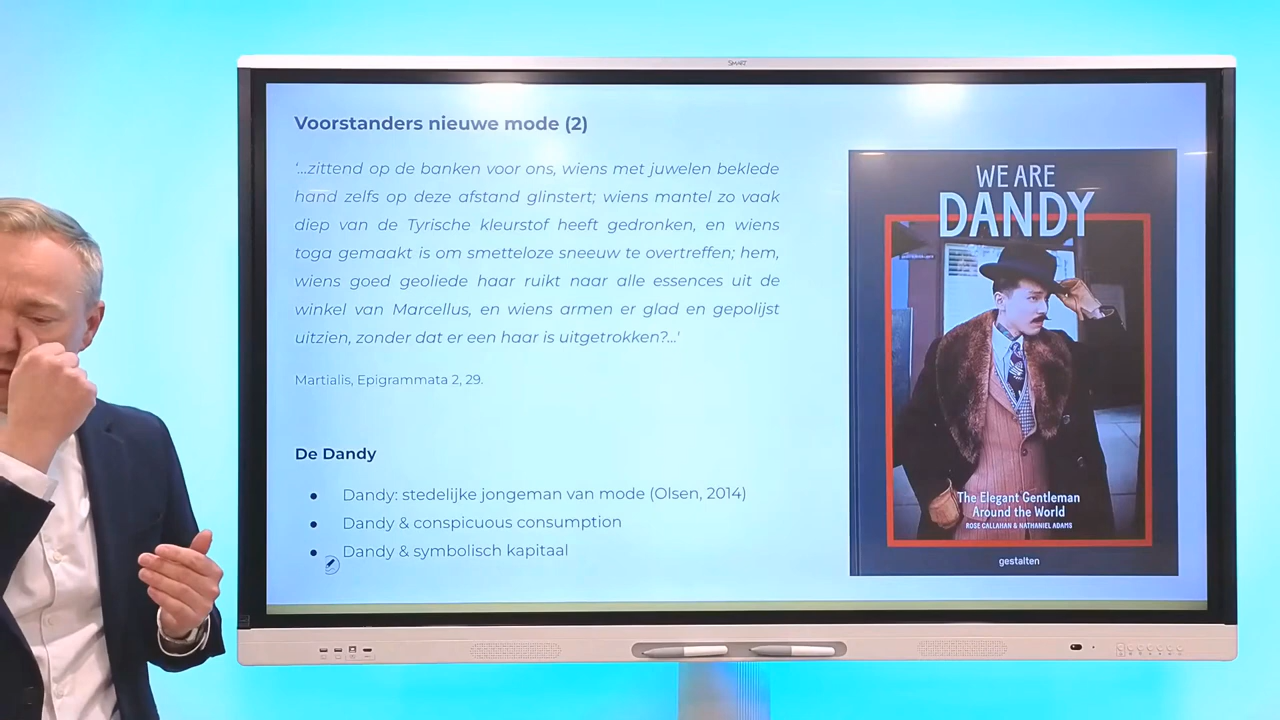 SMART
Voorstanders nieuwe mode (2)
'...zittend op de banken voor ons, wiens met juwelen beklede
hand zelfs op deze afstand glinstert; wiens mantel zo vaak
diep van de Tyrische kleurstof heeft gedronken, en wiens
toga gemaakt is om smetteloze sneeuw te overtreffen; hem,
wiens goed geoliede haar ruikt naar alle essences uit de
winkel van Marcellus, en wiens armen er glad en gepolijst
uitzien, zonder dat er een haar is uitgetrokken?...'
Martialis, Epigrammata 2, 29.
De Dandy
• Dandy: stedelijke jongeman van mode (Olsen, 2014)
• Dandy & conspicuous consumption
• Dandy & symbolisch kapitaal
WE ARE
DANDY
The Elegant Gentleman
Around the World
ROSE CALLAHAN & NATHANIEL ADAMS
gestalten